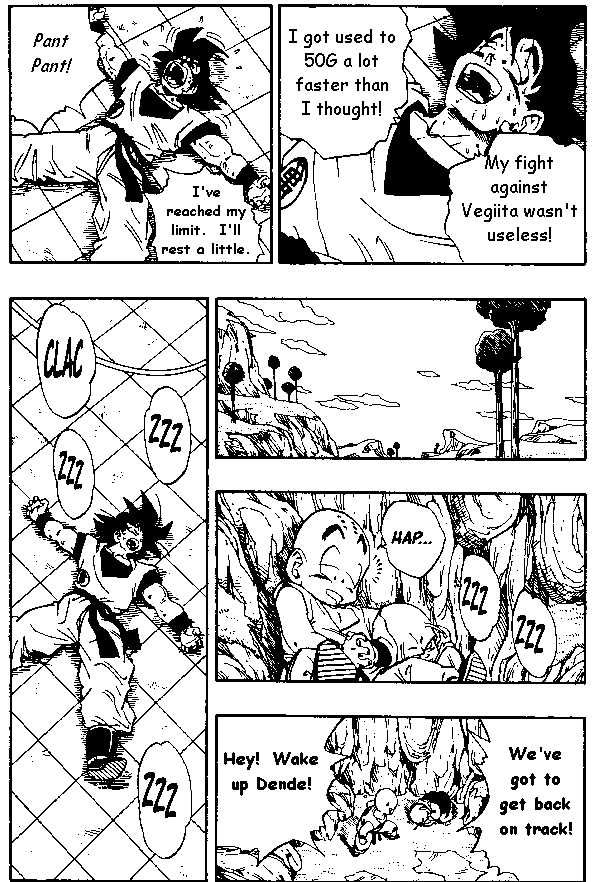 Pant
Pant!
I've
reached my
limit. I'll
rest a little.
I got used to
50G a lot
faster than
I thought!
My fight
against
Vegiita wasn't
useless!
CLAC
ZZZ
ZZZ
ZZZ
HAP...
ZZZ
ZZZ
Hey! Wake
up Dende!
We've
got to
get back
on track!